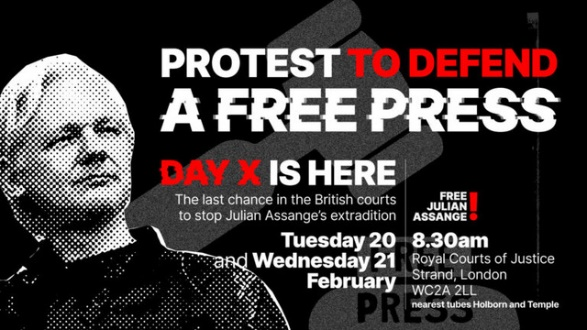 PROTEST TO DEFEND
A FREE PRESS
DAY X IS HERE
The last chance in the British courts
to stop Julian Assange's extradition
FREE
JULIAN
ASSANGE!
Tuesday 20
and Wednesday 21
February
8.30am
Royal Courts of Justice
Strand, London
WC2A 2LL
nearest tubes Holborn and Temple
FREE
PRESS